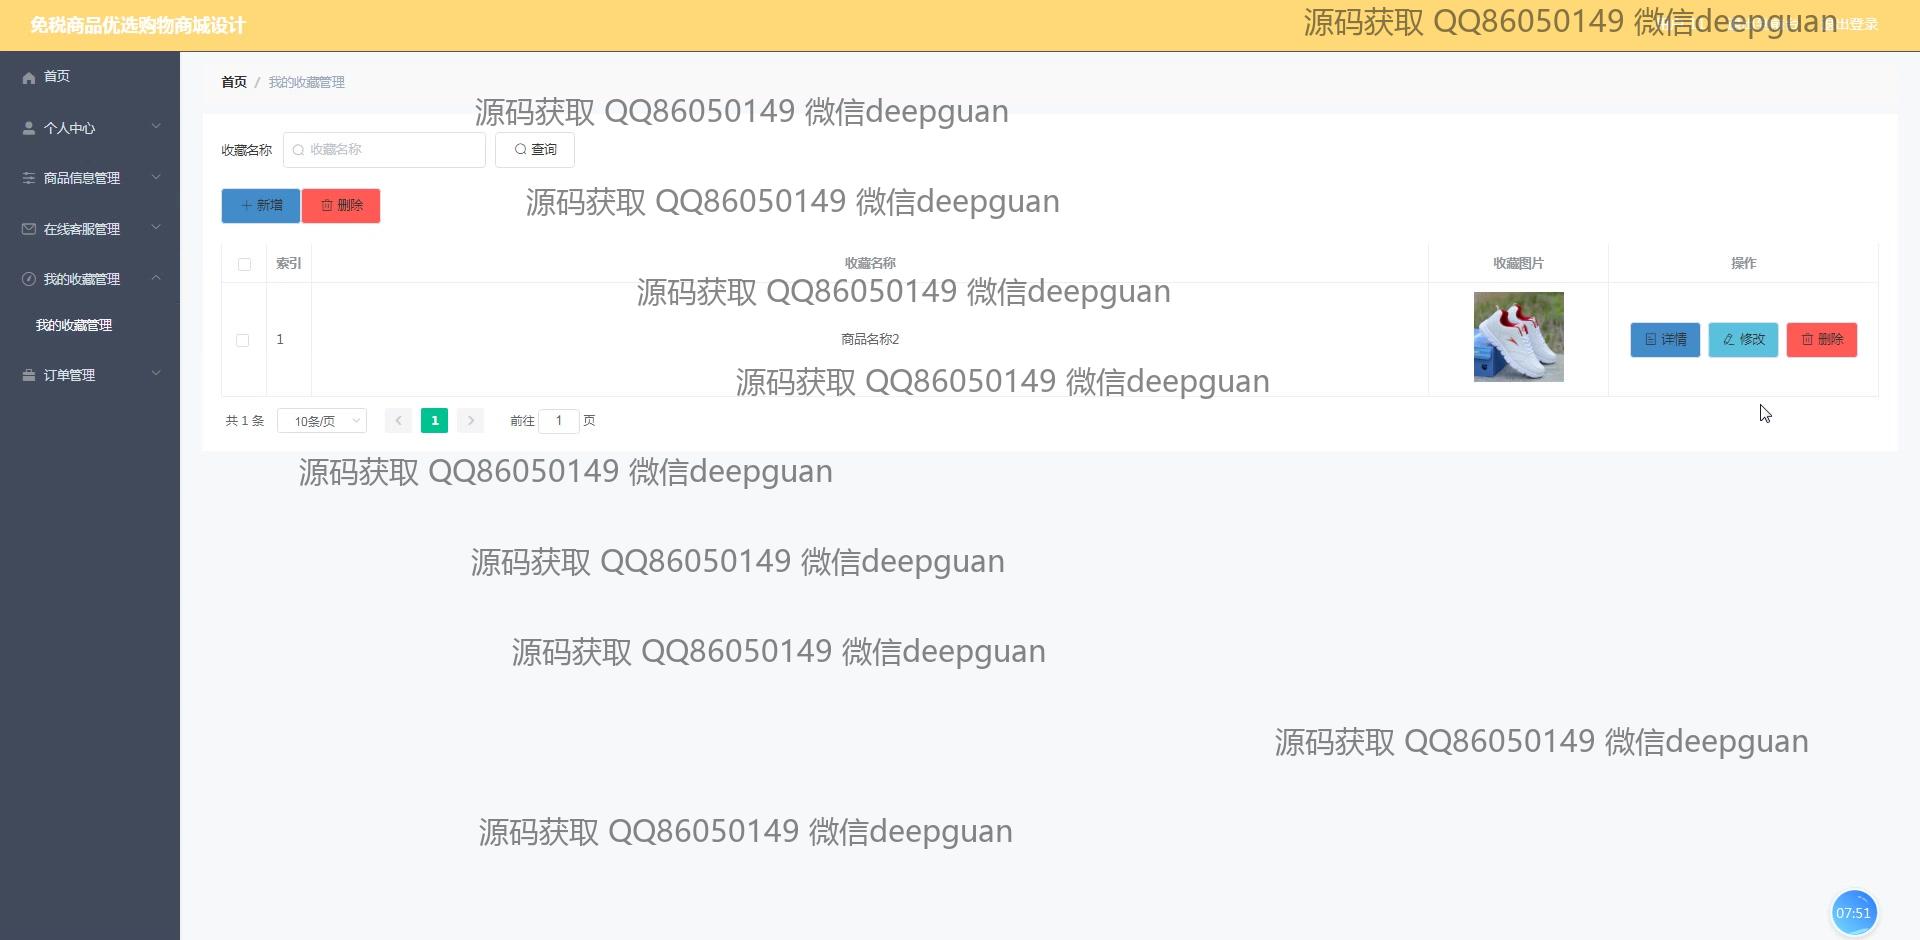 免税商品优选购物商城设计
源码获取 QQ86050149 微信deepguan
出登录
首页
个人中心
商品信息管理
在线客服管理
我的收藏管理
我的收藏管理
订单管理
首页 / 我的收藏管理
源码获取 QQ86050149 微信deepguan
收藏名称 收藏名称 查询
新增 删除
源码获取 QQ86050149 微信deepguan
索引 收藏名称 收藏图片 操作
源码获取 QQ86050149 微信deepguan
1 商品名称2 详情 修改 删除
源码获取 QQ86050149 微信deepguan
共 1 条 10条/页 1 前往 1 页
源码获取 QQ86050149 微信deepguan
源码获取 QQ86050149 微信deepguan
源码获取 QQ86050149 微信deepguan
源码获取 QQ86050149 微信deepguan
源码获取 QQ86050149 微信deepguan
07:51